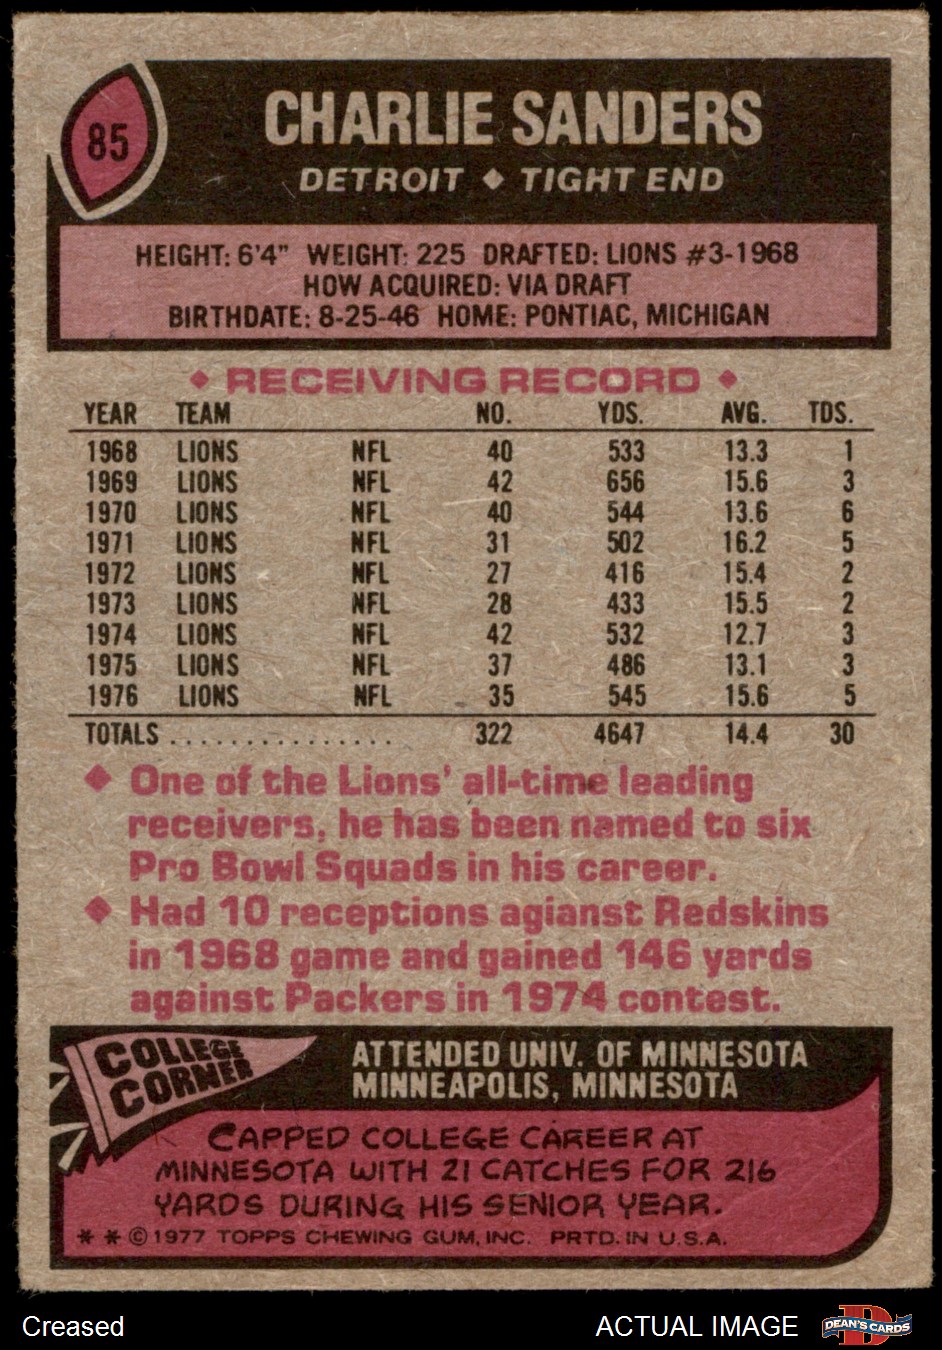 85
CHARLIE SANDERS
DETROIT ◆ TIGHT END
HEIGHT: 6'4" WEIGHT: 225 DRAFTED: LIONS #3-1968
HOW ACQUIRED: VIA DRAFT
BIRTHDATE: 8-25-46 HOME: PONTIAC, MICHIGAN
◆ RECEIVING RECORD ◆
YEAR TEAM NO. YDS. AVG. TDS.
1968 LIONS NFL 40 533 13.3 1
1969 LIONS NFL 42 656 15.6 3
1970 LIONS NFL 40 544 13.6 6
1971 LIONS NFL 31 502 16.2 5
1972 LIONS NFL 27 416 15.4 2
1973 LIONS NFL 28 433 15.5 2
1974 LIONS NFL 42 532 12.7 3
1975 LIONS NFL 37 486 13.1 3
1976 LIONS NFL 35 545 15.6 5
TOTALS . . . . . . . . . . . . . . . 322 4647 14.4 30
◆ One of the Lions' all-time leading
receivers, he has been named to six
Pro Bowl Squads in his career.
◆ Had 10 receptions agianst Redskins
in 1968 game and gained 146 yards
against Packers in 1974 contest.
COLLEGE
CORNER
ATTENDED UNIV. OF MINNESOTA
MINNEAPOLIS, MINNESOTA
CAPPED COLLEGE CAREER AT
MINNESOTA WITH 21 CATCHES FOR 216
YARDS DURING HIS SENIOR YEAR.
* * © 1977 TOPPS CHEWING GUM, INC. PRTD. IN U.S.A.
Creased
ACTUAL IMAGE
D
DEAN'S CARDS